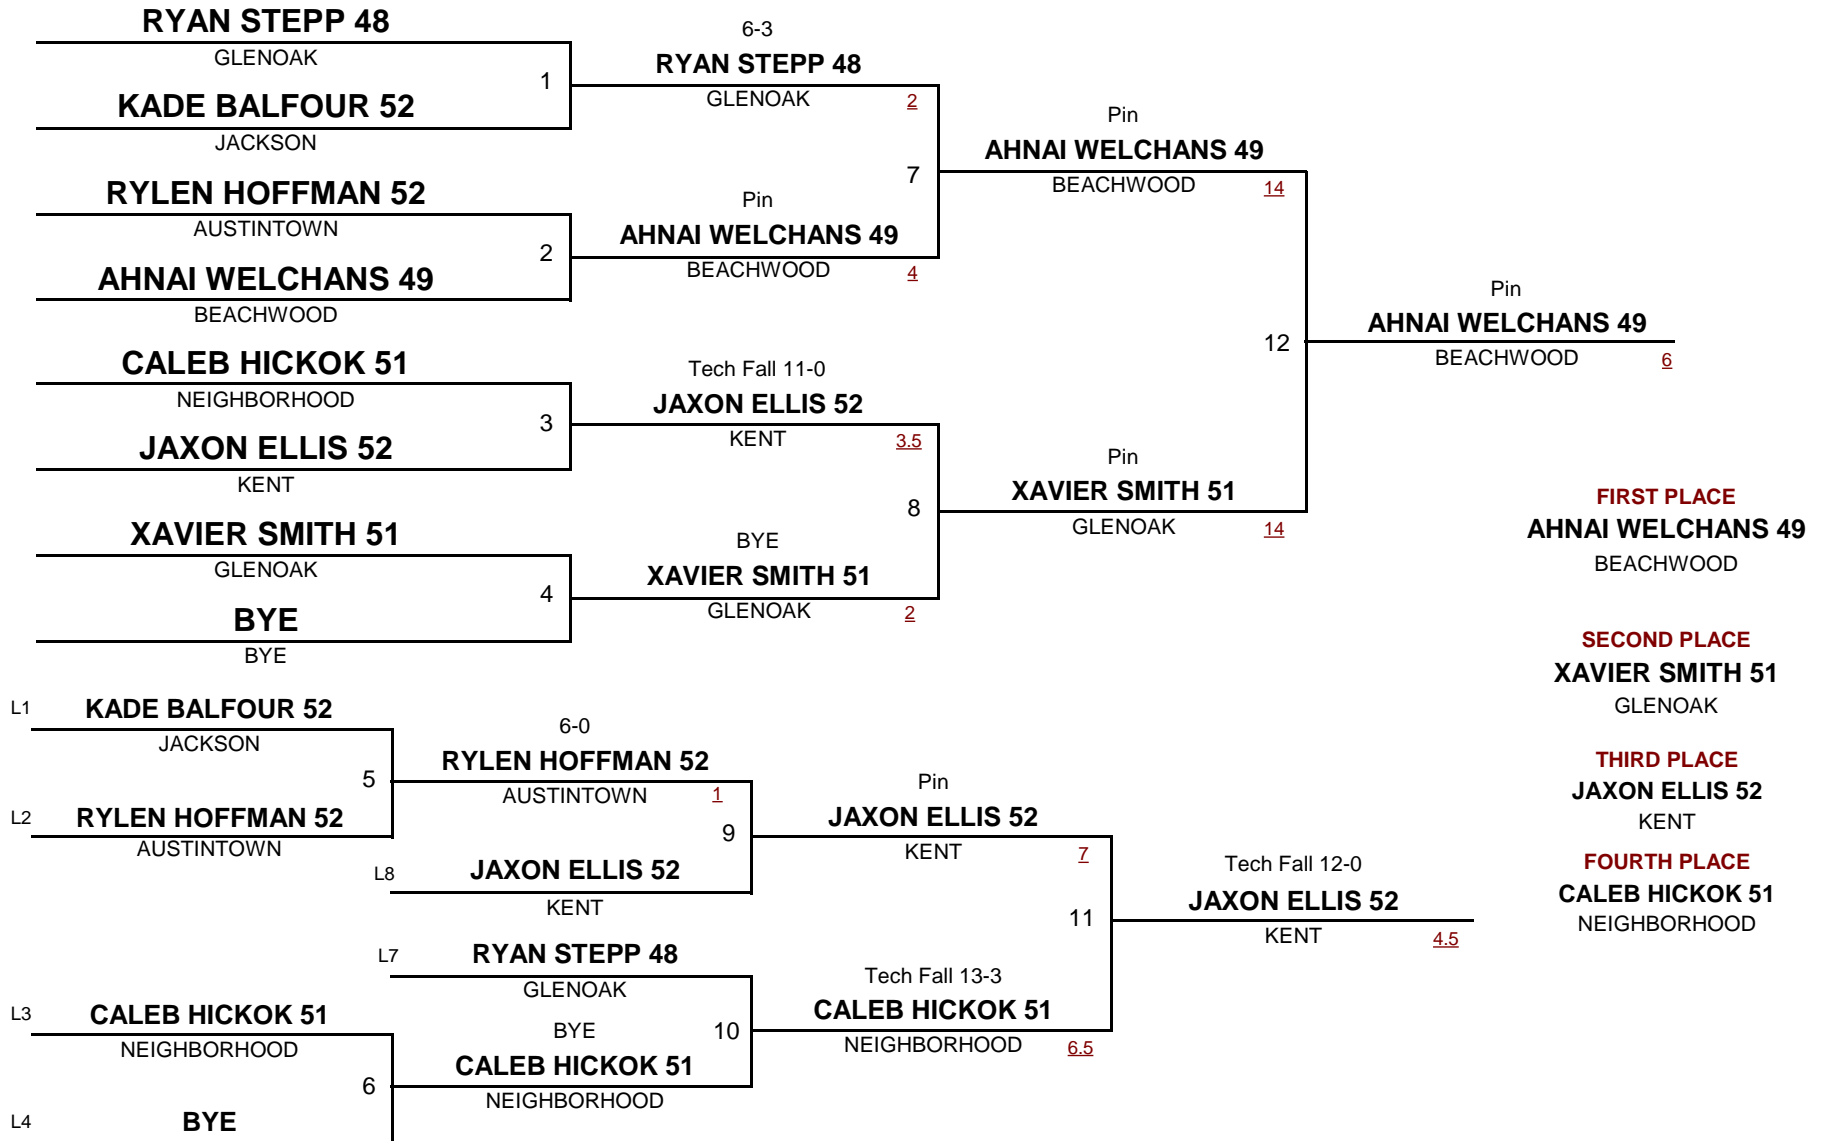 RYAN STEPP 48
GLENOAK
1
KADE BALFOUR 52
JACKSON
RYLEN HOFFMAN 52
AUSTINTOWN
2
AHNAI WELCHANS 49
BEACHWOOD
CALEB HICKOK 51
NEIGHBORHOOD
3
JAXON ELLIS 52
KENT
XAVIER SMITH 51
GLENOAK
4
BYE
BYE
6-3
RYAN STEPP 48
GLENOAK 2
7
Pin
AHNAI WELCHANS 49
BEACHWOOD 4
Tech Fall 11-0
JAXON ELLIS 52
KENT 3.5
8
BYE
XAVIER SMITH 51
GLENOAK 2
Pin
AHNAI WELCHANS 49
BEACHWOOD 14
12
Pin
XAVIER SMITH 51
GLENOAK 14
Pin
AHNAI WELCHANS 49
BEACHWOOD 6
FIRST PLACE
AHNAI WELCHANS 49
BEACHWOOD
SECOND PLACE
XAVIER SMITH 51
GLENOAK
THIRD PLACE
JAXON ELLIS 52
KENT
FOURTH PLACE
CALEB HICKOK 51
NEIGHBORHOOD
L1 KADE BALFOUR 52
JACKSON
5
L2 RYLEN HOFFMAN 52
AUSTINTOWN
6-0
RYLEN HOFFMAN 52
AUSTINTOWN 1
9
L8 JAXON ELLIS 52
KENT
L7 RYAN STEPP 48
GLENOAK
L3 CALEB HICKOK 51
NEIGHBORHOOD
6
L4 BYE
BYE
10
CALEB HICKOK 51
NEIGHBORHOOD
Pin
JAXON ELLIS 52
KENT 7
11
Tech Fall 13-3
CALEB HICKOK 51
NEIGHBORHOOD 6.5
Tech Fall 12-0
JAXON ELLIS 52
KENT 4.5